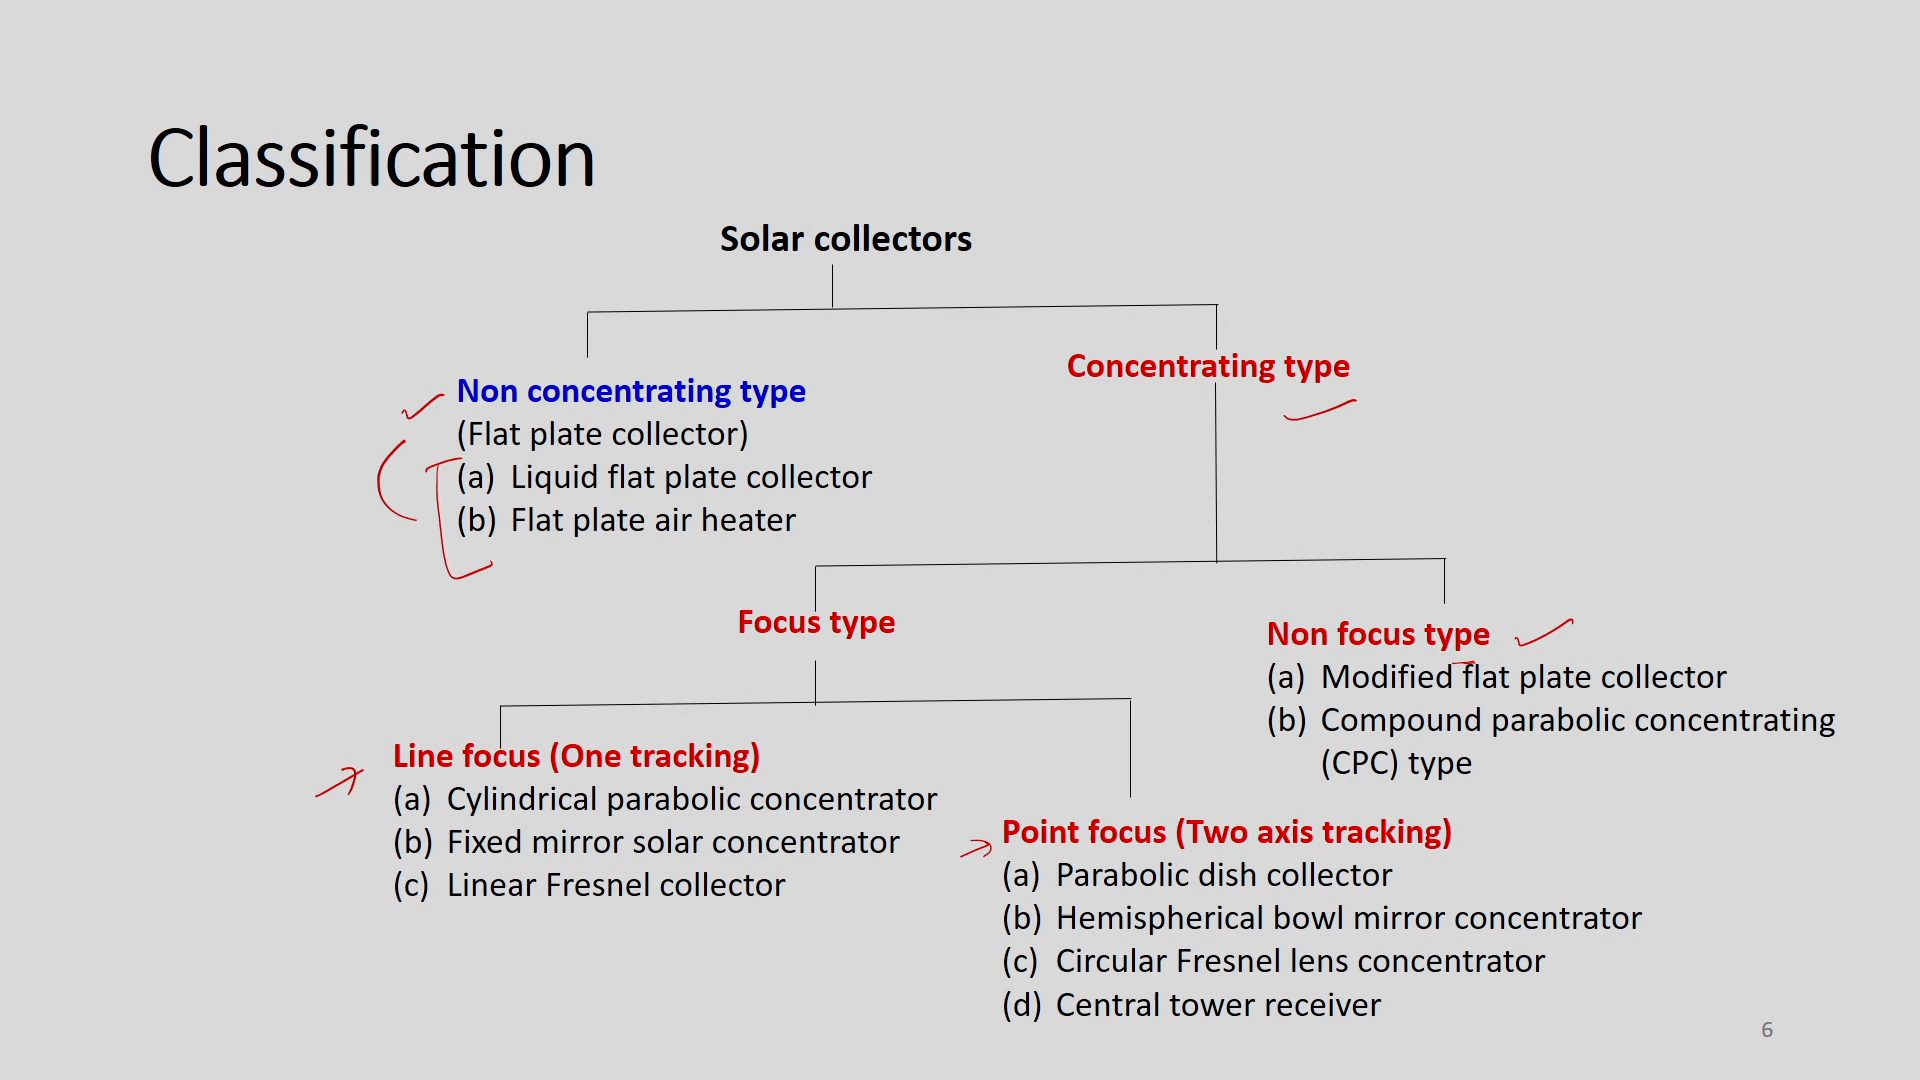 Classification
Solar collectors
Non concentrating type
(Flat plate collector)
(a) Liquid flat plate collector
(b) Flat plate air heater
Concentrating type
Focus type
Line focus (One tracking)
(a) Cylindrical parabolic concentrator
(b) Fixed mirror solar concentrator
(c) Linear Fresnel collector
Point focus (Two axis tracking)
(a) Parabolic dish collector
(b) Hemispherical bowl mirror concentrator
(c) Circular Fresnel lens concentrator
(d) Central tower receiver
Non focus type
(a) Modified flat plate collector
(b) Compound parabolic concentrating
(CPC) type
6